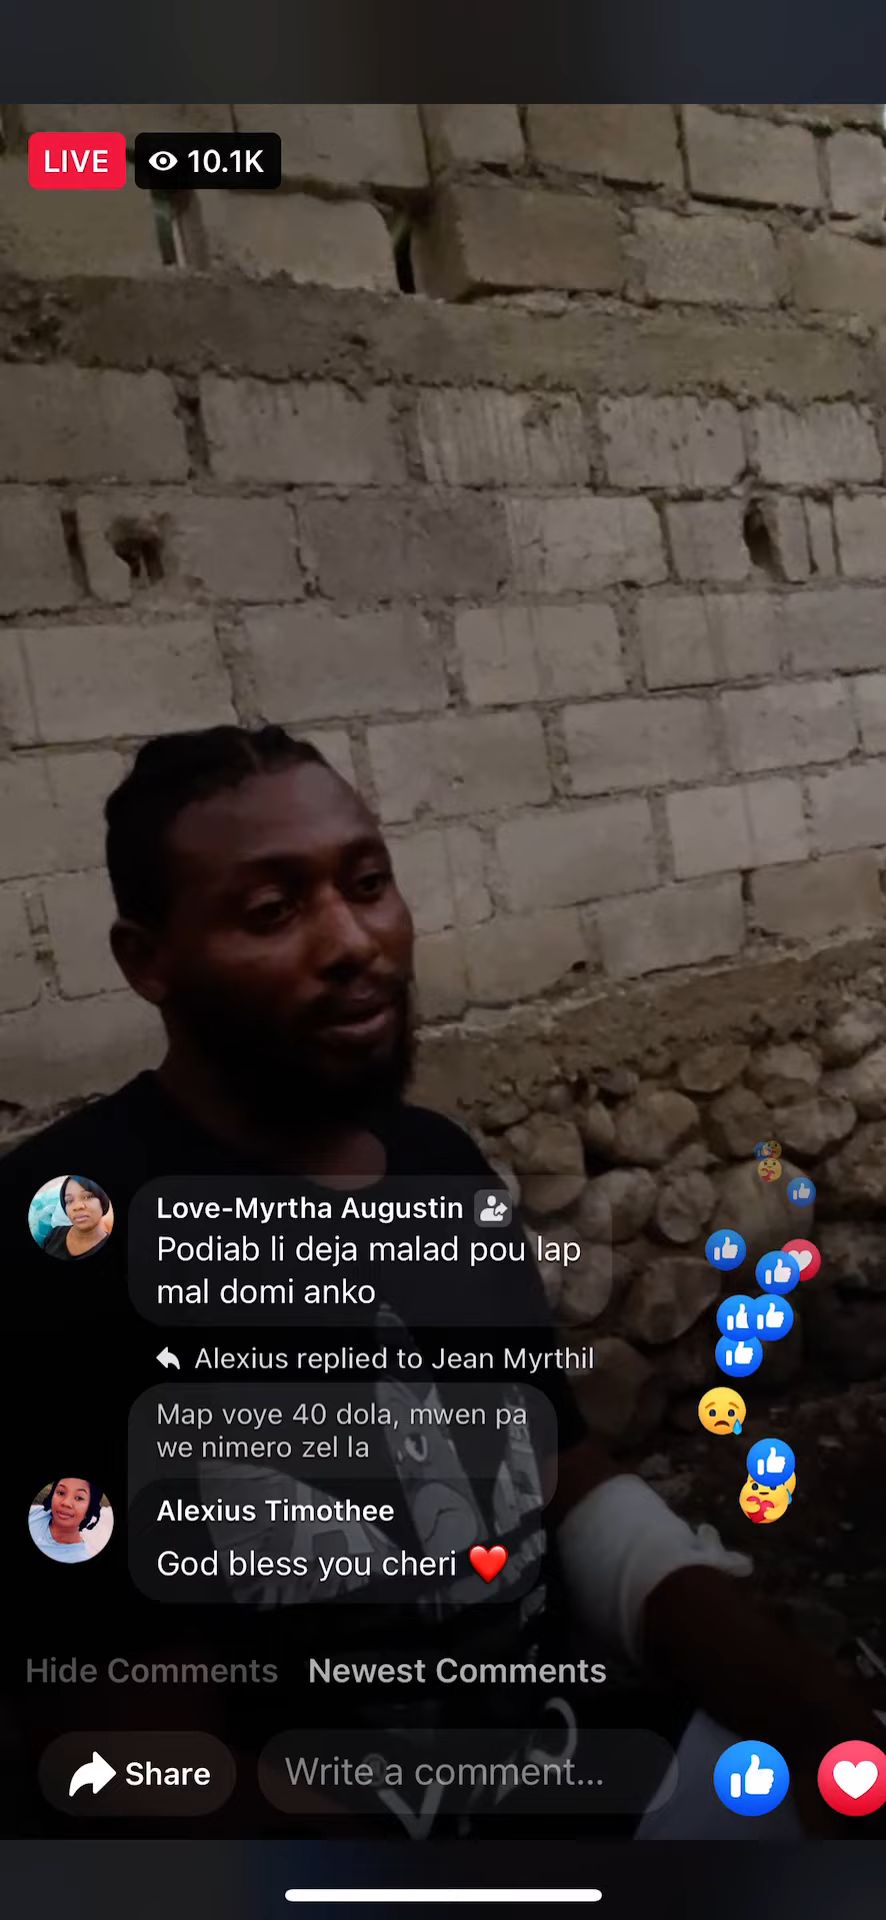 LIVE 10.1K
Love-Myrtha Augustin
Podiab li deja malad pou lap
mal domi anko
Alexius replied to Jean Myrthil
Map voye 40 dola, mwen pa
we nimero zel la
Alexius Timothee
God bless you cheri ❤️
Hide Comments Newest Comments
Share Write a comment...